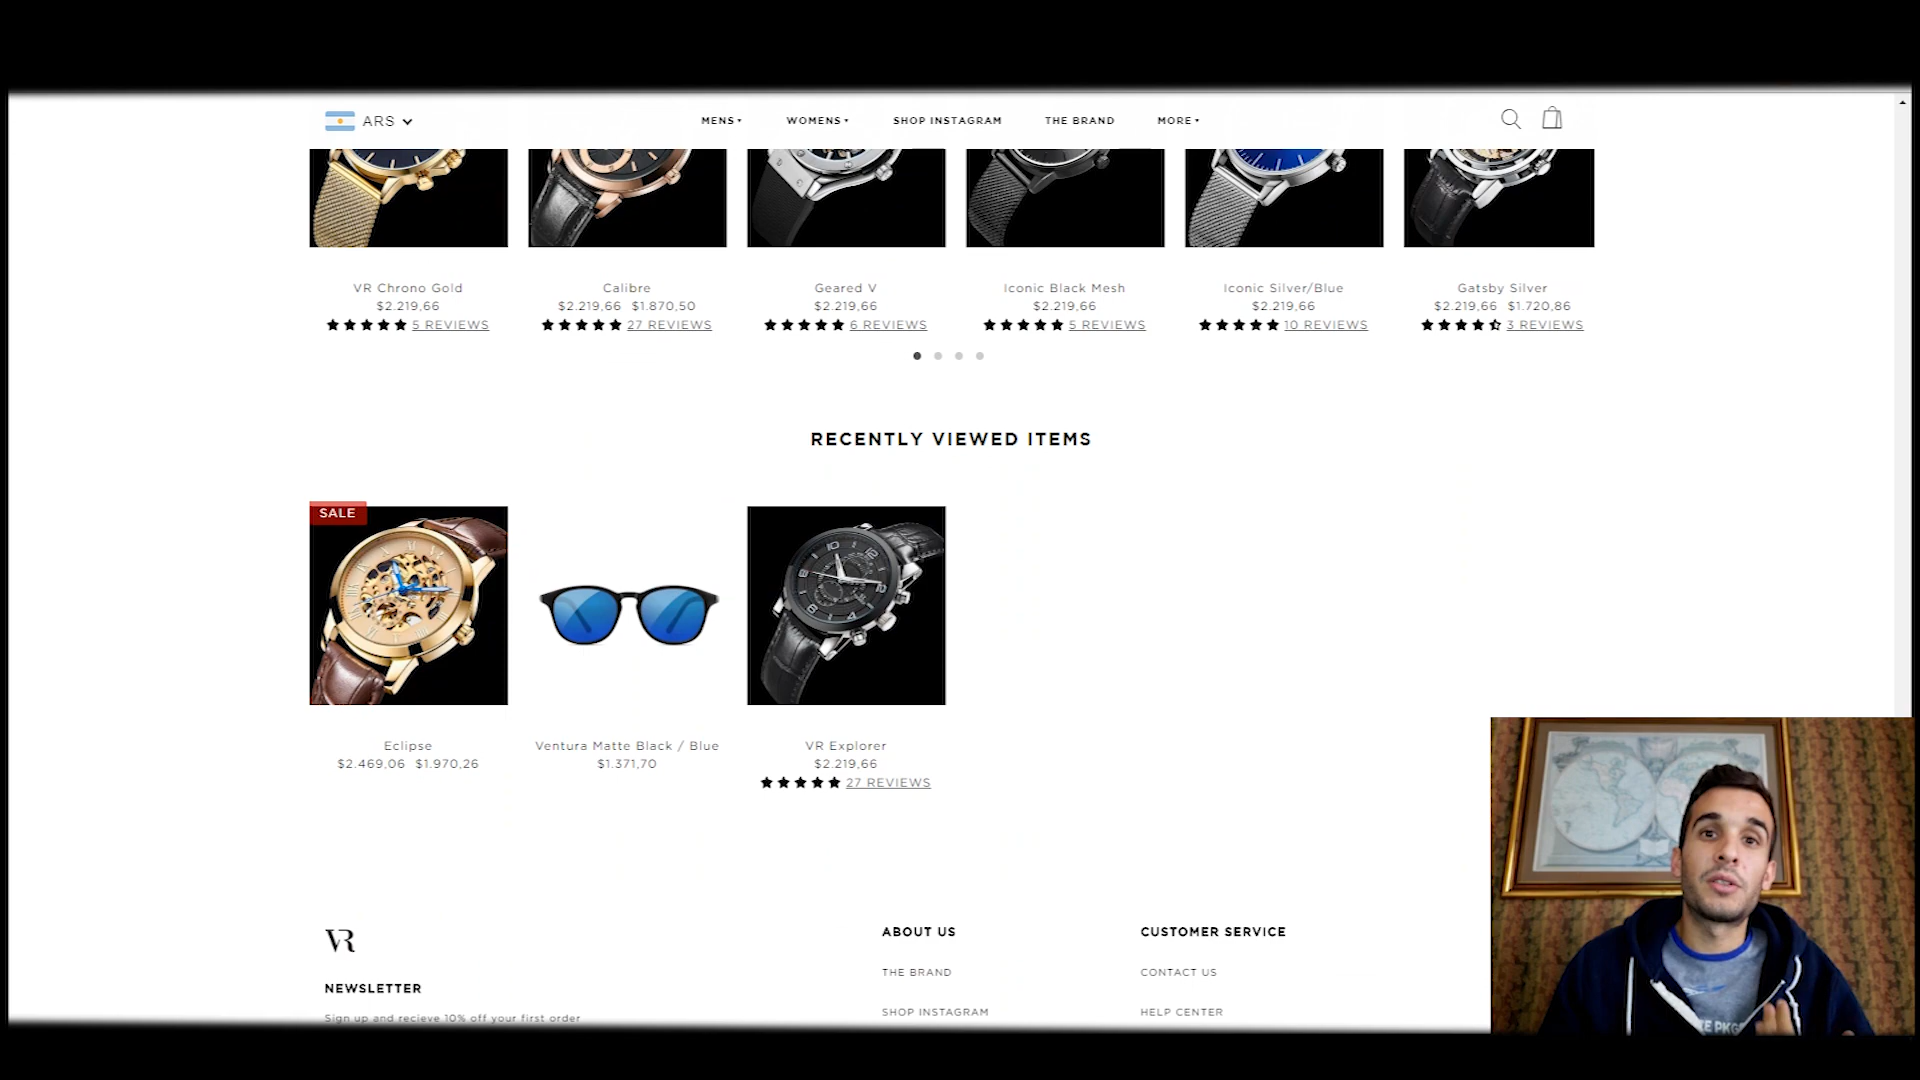 ARS
MENS
WOMENS
SHOP INSTAGRAM
THE BRAND
MORE
VR Chrono Gold
$2.219,66
5 REVIEWS
Calibre
$2.219,66 $1.870,50
27 REVIEWS
Geared V
$2.219,66
6 REVIEWS
Iconic Black Mesh
$2.219,66
5 REVIEWS
Iconic Silver/Blue
$2.219,66
10 REVIEWS
Gatsby Silver
$2.219,66 $1.720,86
3 REVIEWS
RECENTLY VIEWED ITEMS
SALE
Eclipse
$2.469,06 $1.970,26
Ventura Matte Black / Blue
$1.371,70
VR Explorer
$2.219,66
27 REVIEWS
VR
NEWSLETTER
Sign up and recieve 10% off your first order
ABOUT US
THE BRAND
SHOP INSTAGRAM
CUSTOMER SERVICE
CONTACT US
HELP CENTER